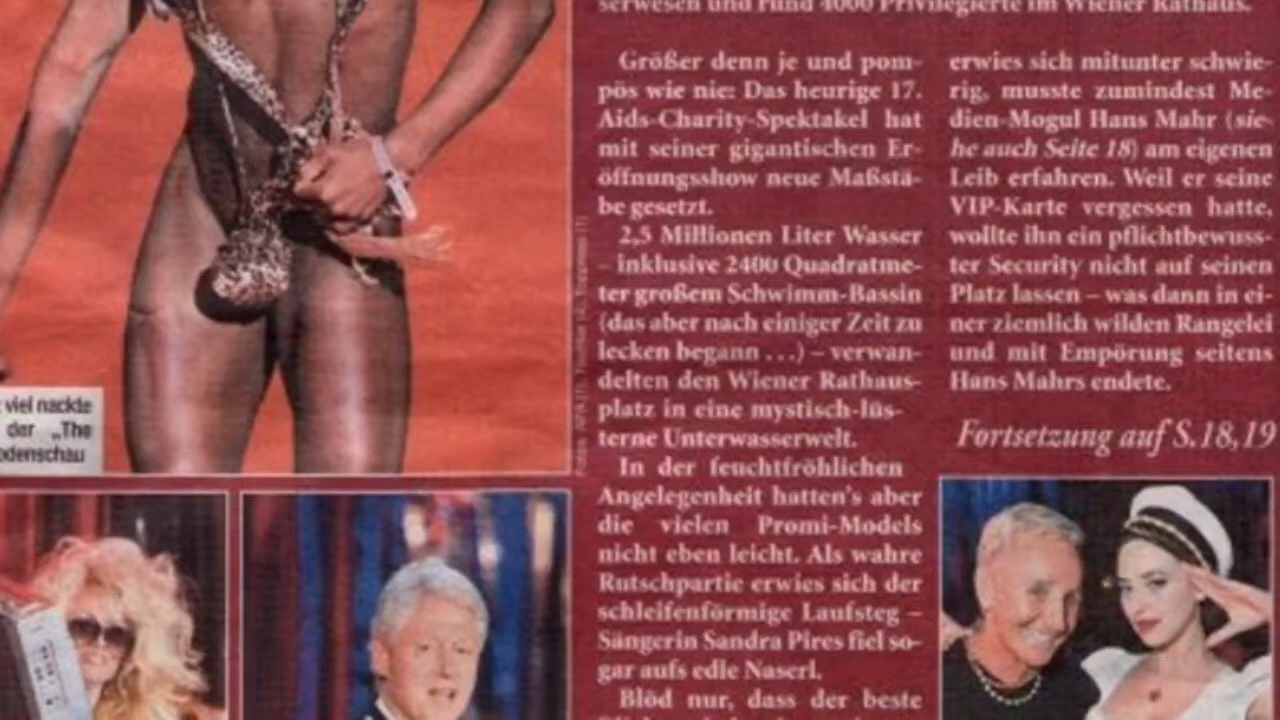 serwesen und rund 4000 Privilegierte im Wiener Rathaus.
Größer denn je und pom-
pös wie nie: Das heurige 17.
Aids-Charity-Spektakel hat
mit seiner gigantischen Er-
öffnungsshow neue Maßstä-
be gesetzt.
2,5 Millionen Liter Wasser
– inklusive 2400 Quadratme-
ter großem Schwimm-Bassin
(das aber nach einiger Zeit zu
lecken begann . . .) – verwan-
delten den Wiener Rathaus-
platz in eine mystisch-lüs-
terne Unterwasserwelt.
In der feuchtfröhlichen
Angelegenheit hatten's aber
die vielen Promi-Models
nicht eben leicht. Als wahre
Rutschpartie erwies sich der
schleifenförmige Laufsteg –
Sängerin Sandra Pires fiel so-
gar aufs edle Naserl.
Blöd nur, dass der beste
erwies sich mitunter schwie-
rig, musste zumindest Me-
dien-Mogul Hans Mahr (sie-
he auch Seite 18) am eigenen
Leib erfahren. Weil er seine
VIP-Karte vergessen hatte,
wollte ihn ein pflichtbewuss-
ter Security nicht auf seinen
Platz lassen – was dann in ei-
ner ziemlich wilden Rangelei
und mit Empörung seitens
Hans Mahrs endete.
Fortsetzung auf S.18,19
viel nackte
der „The
odenschau